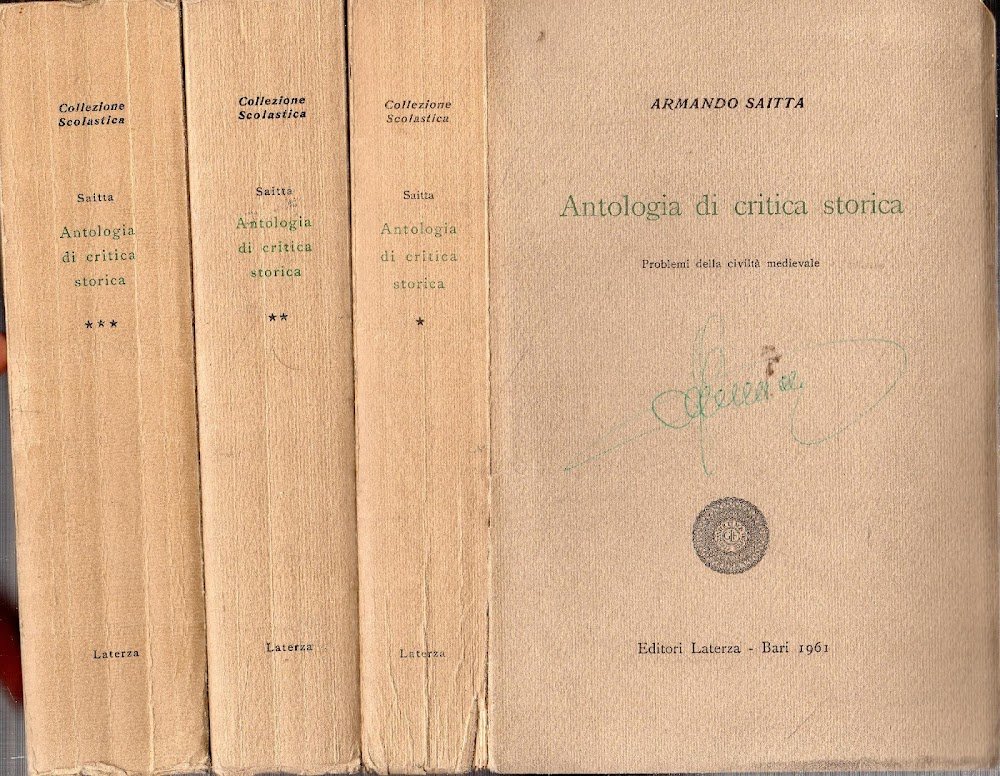 Collezione
Scolastica
Saitta
Antologia
di critica
storica
***
Laterza
Collezione
Scolastica
Saitta
Antologia
di critica
storica
**
Laterza
Collezione
Scolastica
Saitta
Antologia
di critica
storica
*
Laterza
ARMANDO SAITTA
Antologia di critica storica
Problemi della civiltà medievale
Editori Laterza - Bari 1961